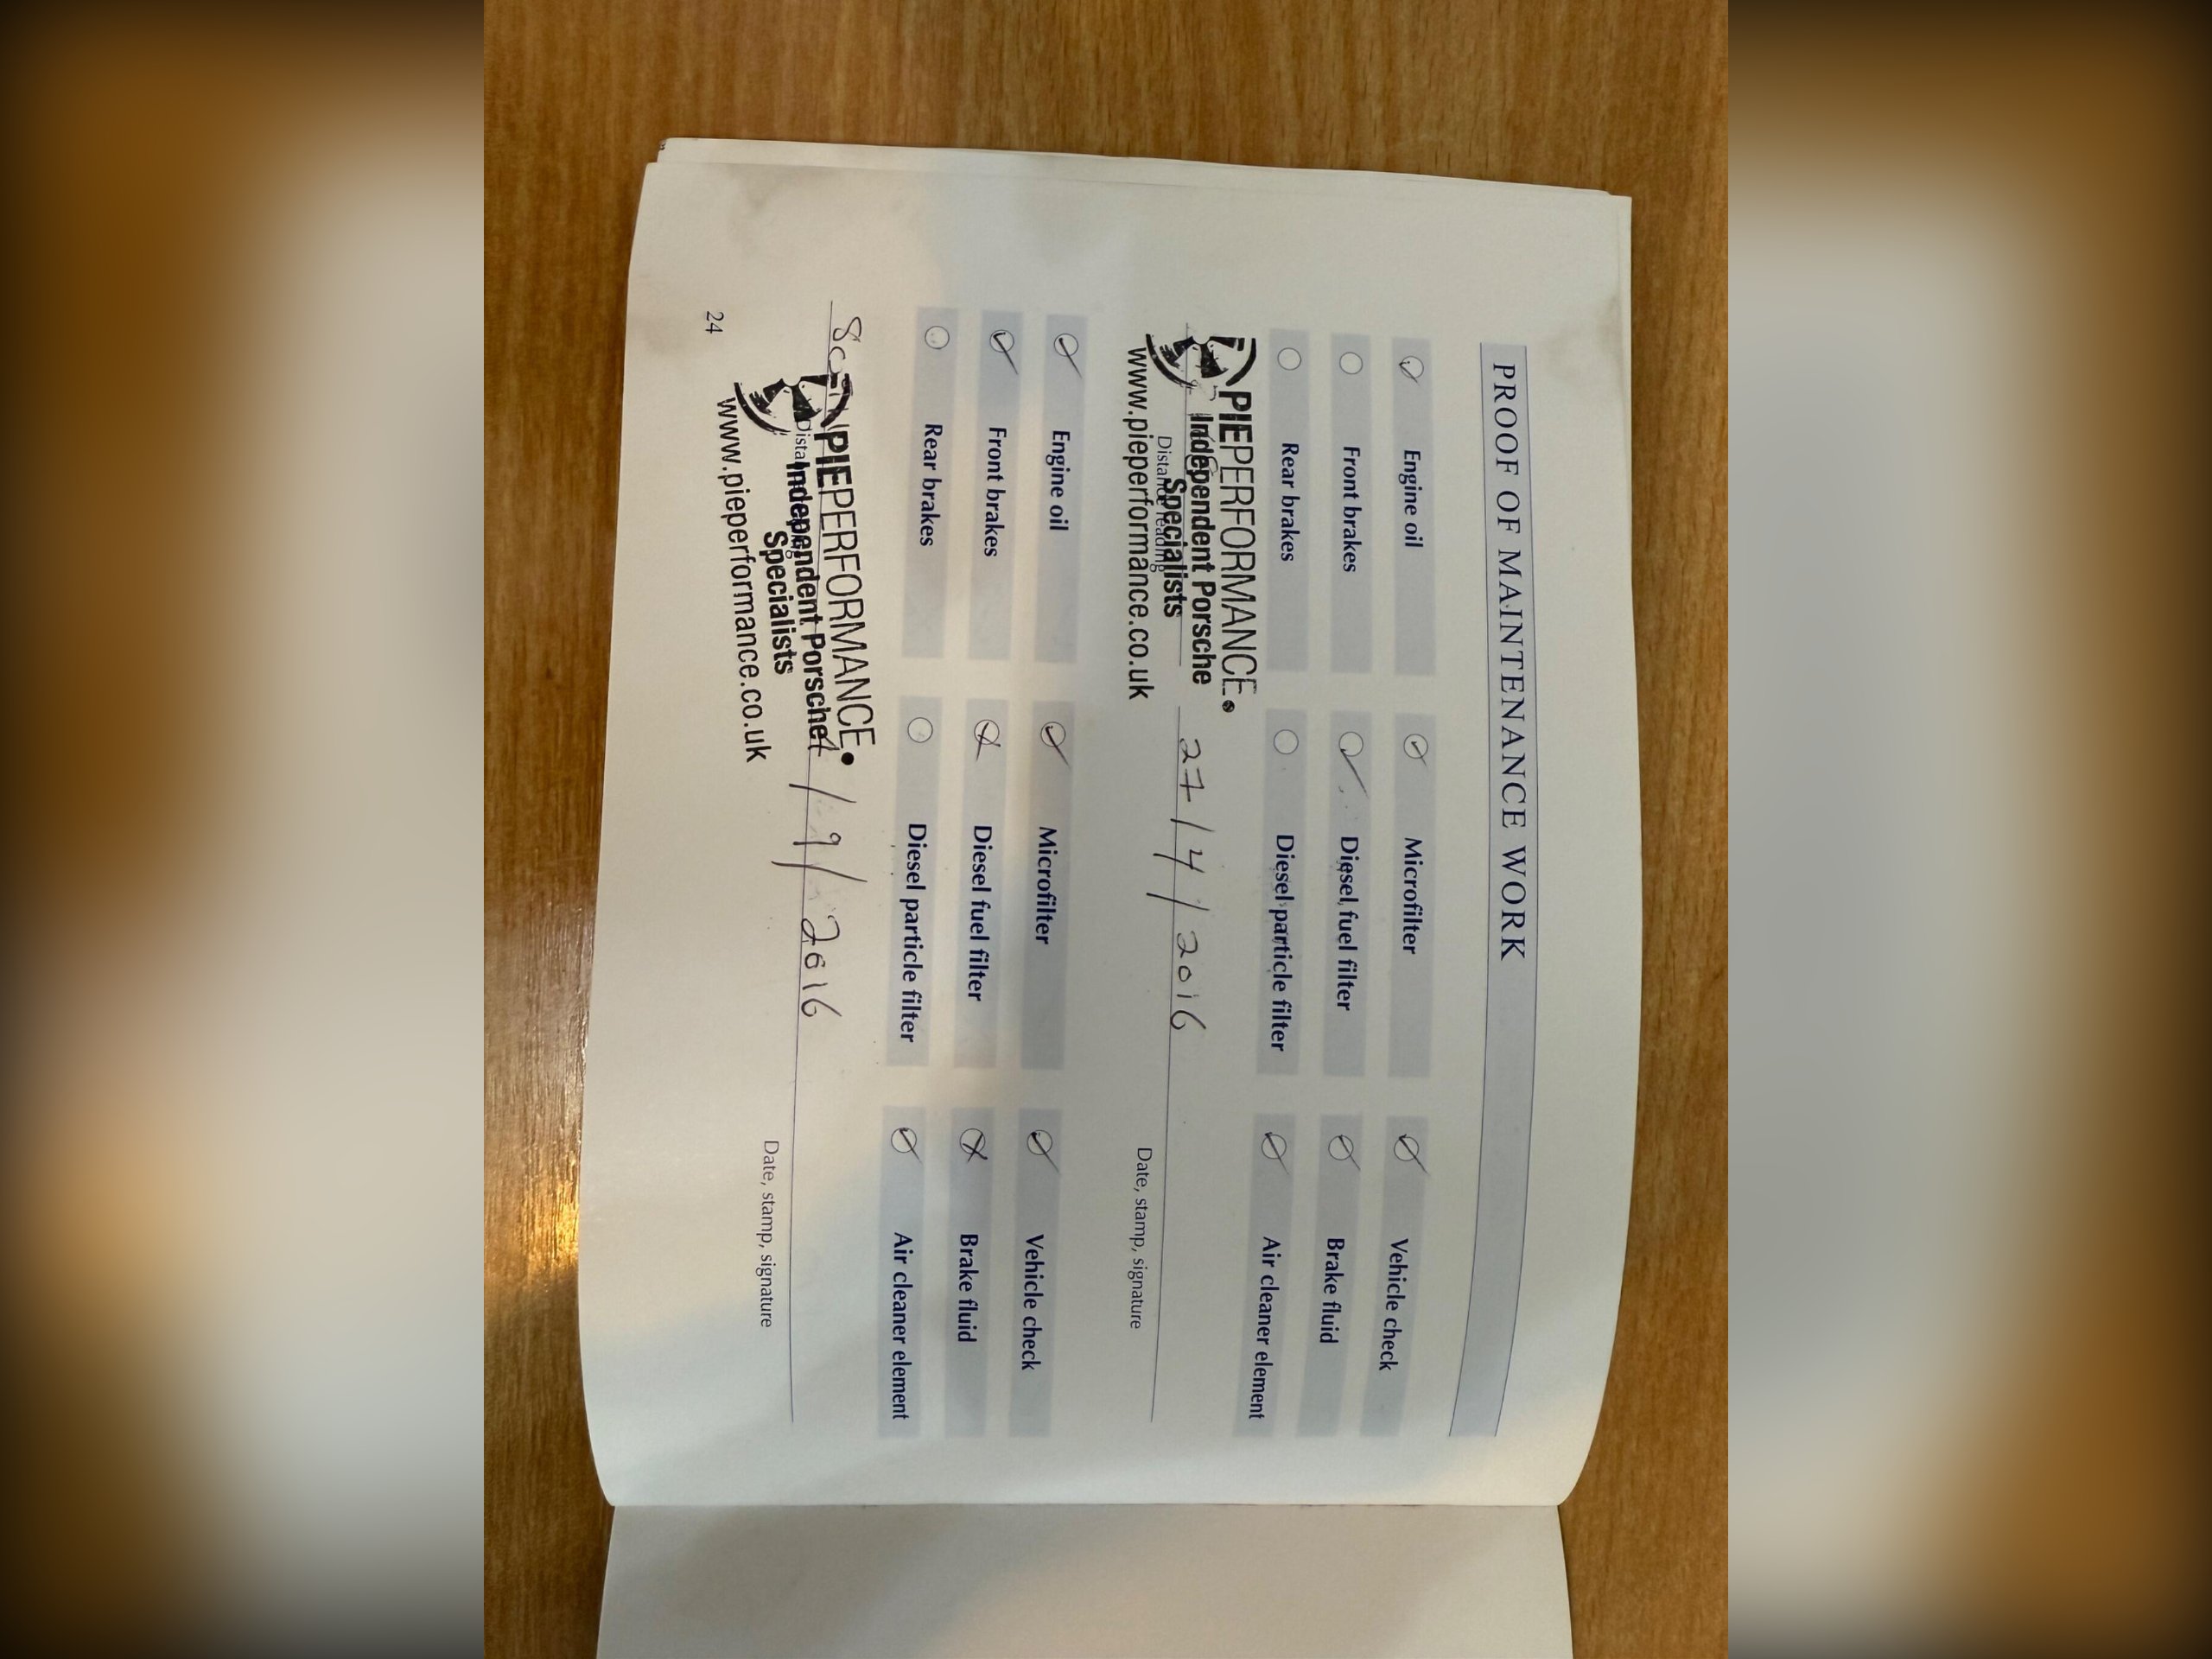 PROOF OF MAINTENANCE WORK
Engine oil Microfilter Vehicle check
Front brakes Diesel fuel filter Brake fluid
Rear brakes Diesel particle filter Air cleaner element
PIEPERFORMANCE
Independent Porsche
Specialists
www.pieperformance.co.uk
27/4/2016
Distance reading Date, stamp, signature
Engine oil Microfilter Vehicle check
Front brakes Diesel fuel filter Brake fluid
Rear brakes Diesel particle filter Air cleaner element
PIEPERFORMANCE
Independent Porsche
Specialists
www.pieperformance.co.uk
/9/2016
Date, stamp, signature
24